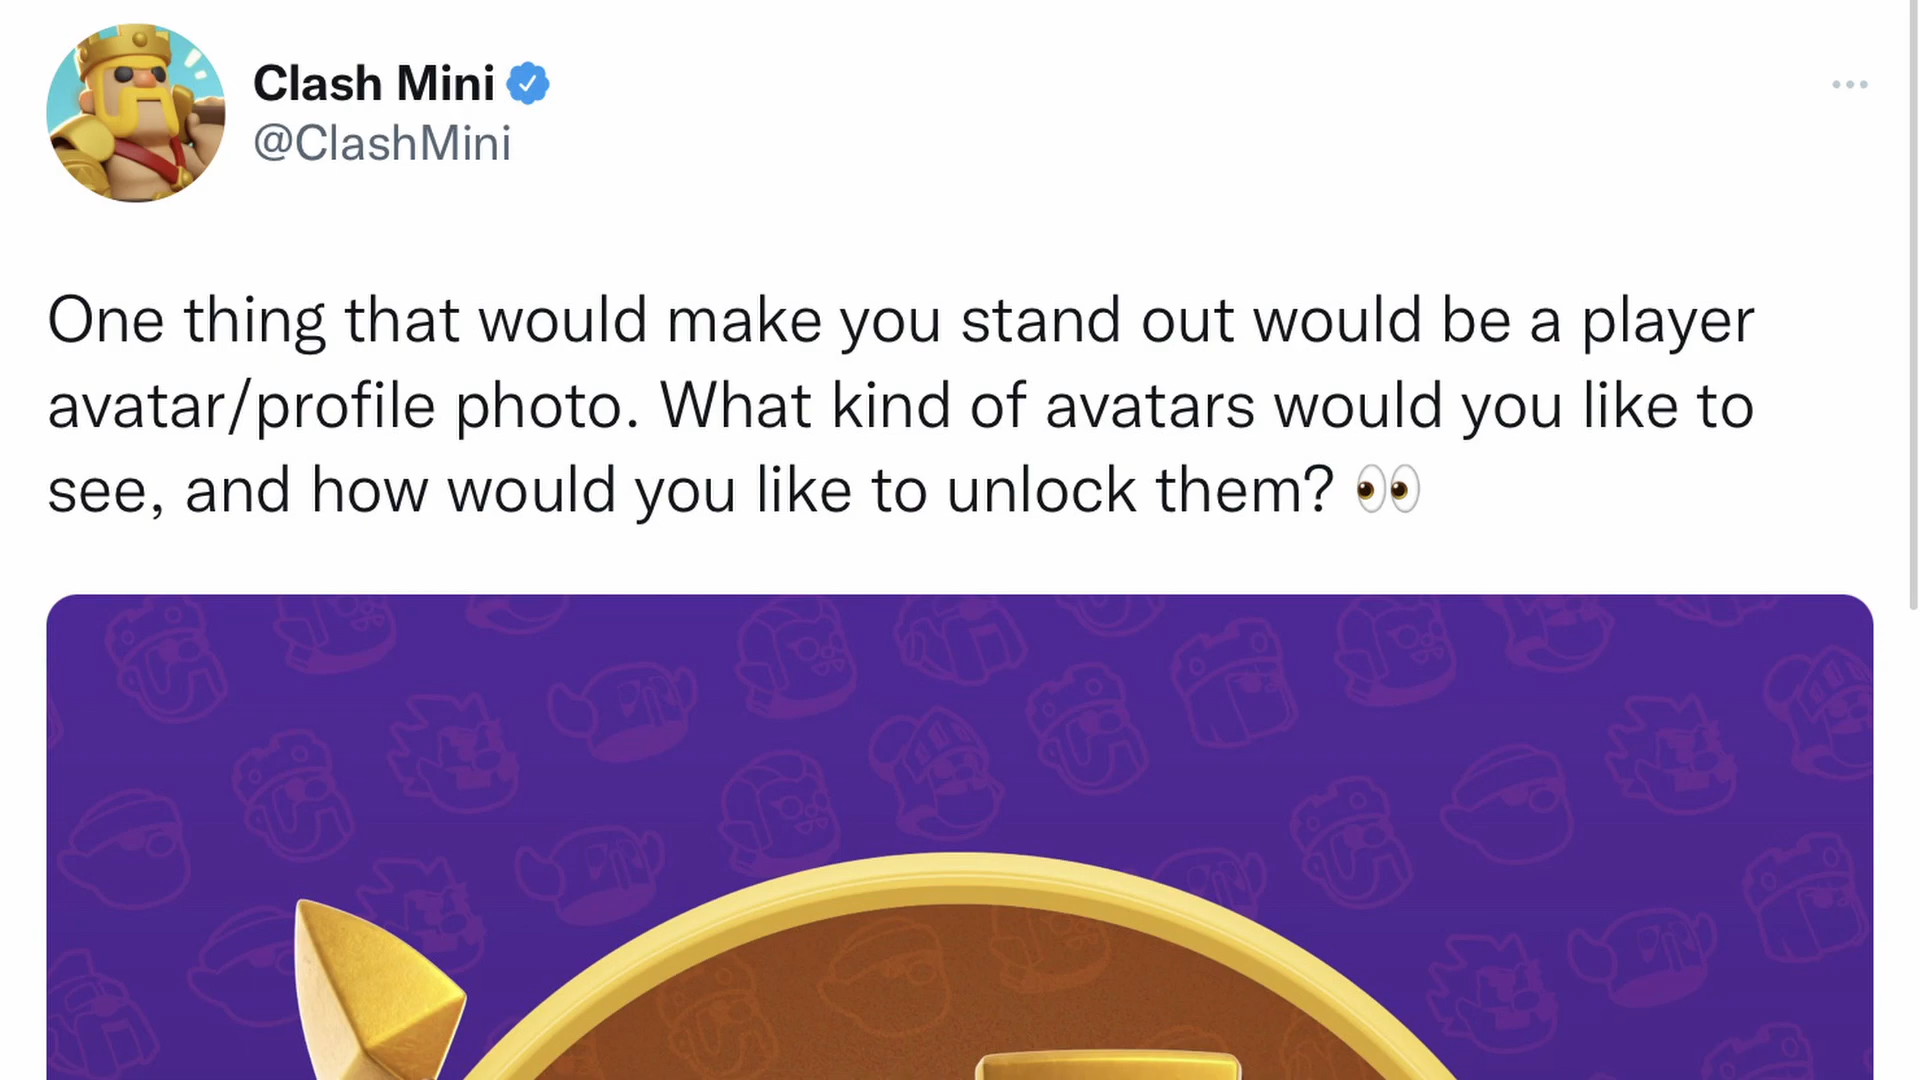 Clash Mini
@ClashMini
One thing that would make you stand out would be a player
avatar/profile photo. What kind of avatars would you like to
see, and how would you like to unlock them? 👀